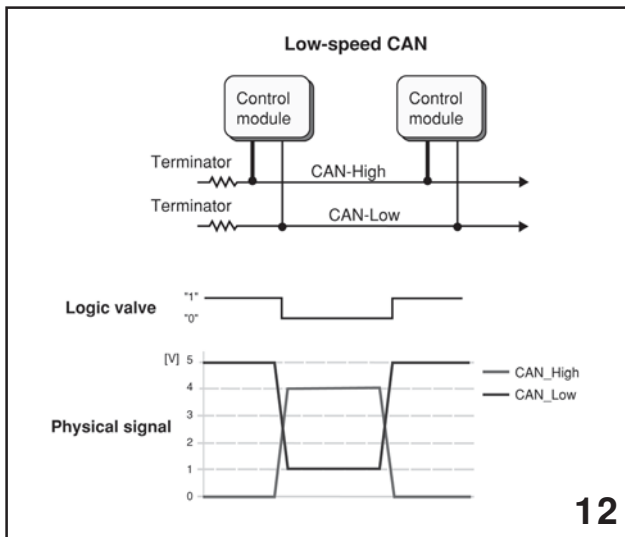 Low-speed CAN
Control
module
Control
module
Terminator
CAN-High
Terminator
CAN-Low
Logic valve
"1"
"0"
[V] 5
4
3
2
1
0
Physical signal
CAN_High
CAN_Low
12